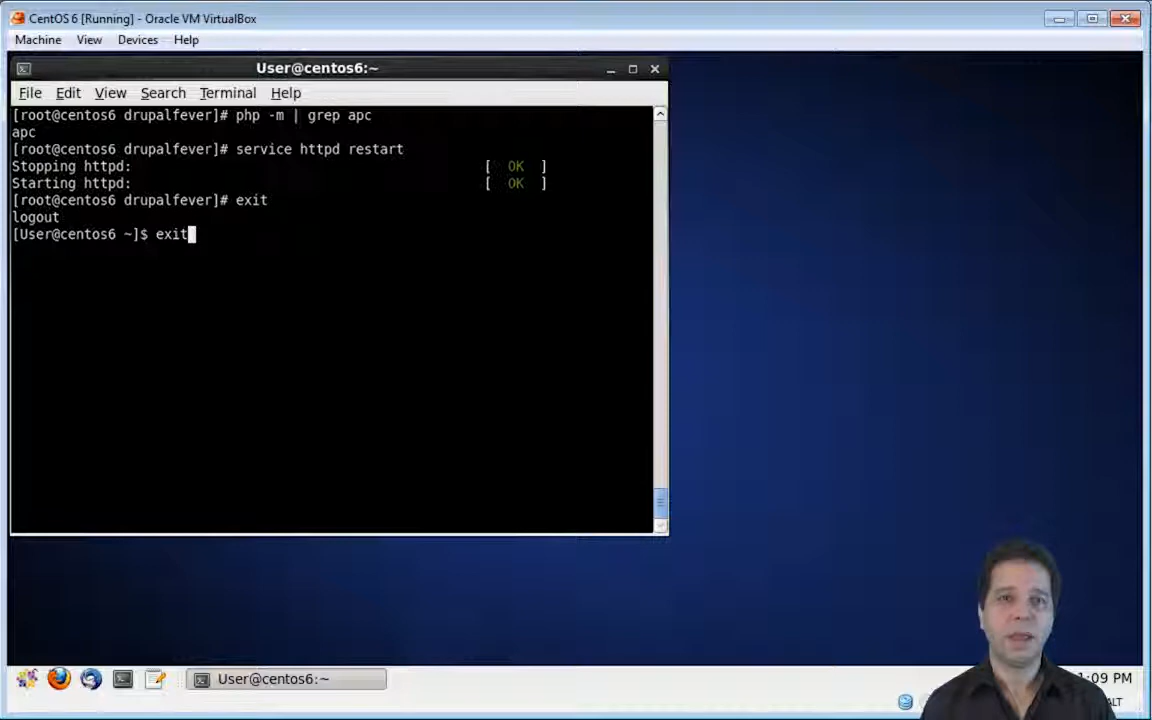 CentOS 6 [Running] - Oracle VM VirtualBox
Machine View Devices Help
User@centos6:~
File Edit View Search Terminal Help
[root@centos6 drupalfever]# php -m | grep apc
apc
[root@centos6 drupalfever]# service httpd restart
Stopping httpd: [ OK ]
Starting httpd: [ OK ]
[root@centos6 drupalfever]# exit
logout
[User@centos6 ~]$ exit
User@centos6:~
:09 PM
ALT